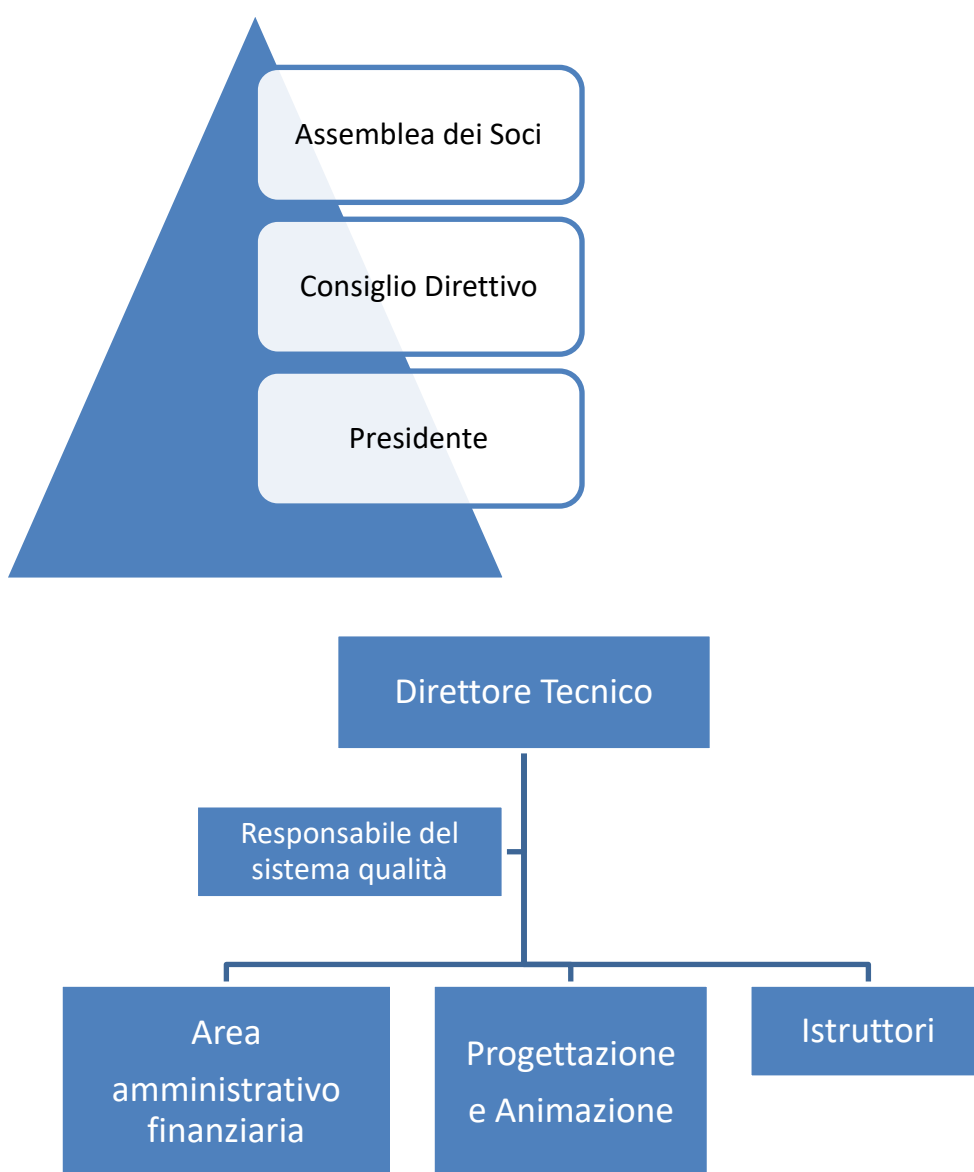 Assemblea dei Soci
Consiglio Direttivo
Presidente
Direttore Tecnico
Responsabile del
sistema qualità
Area
amministrativo
finanziaria
Progettazione
e Animazione
Istruttori